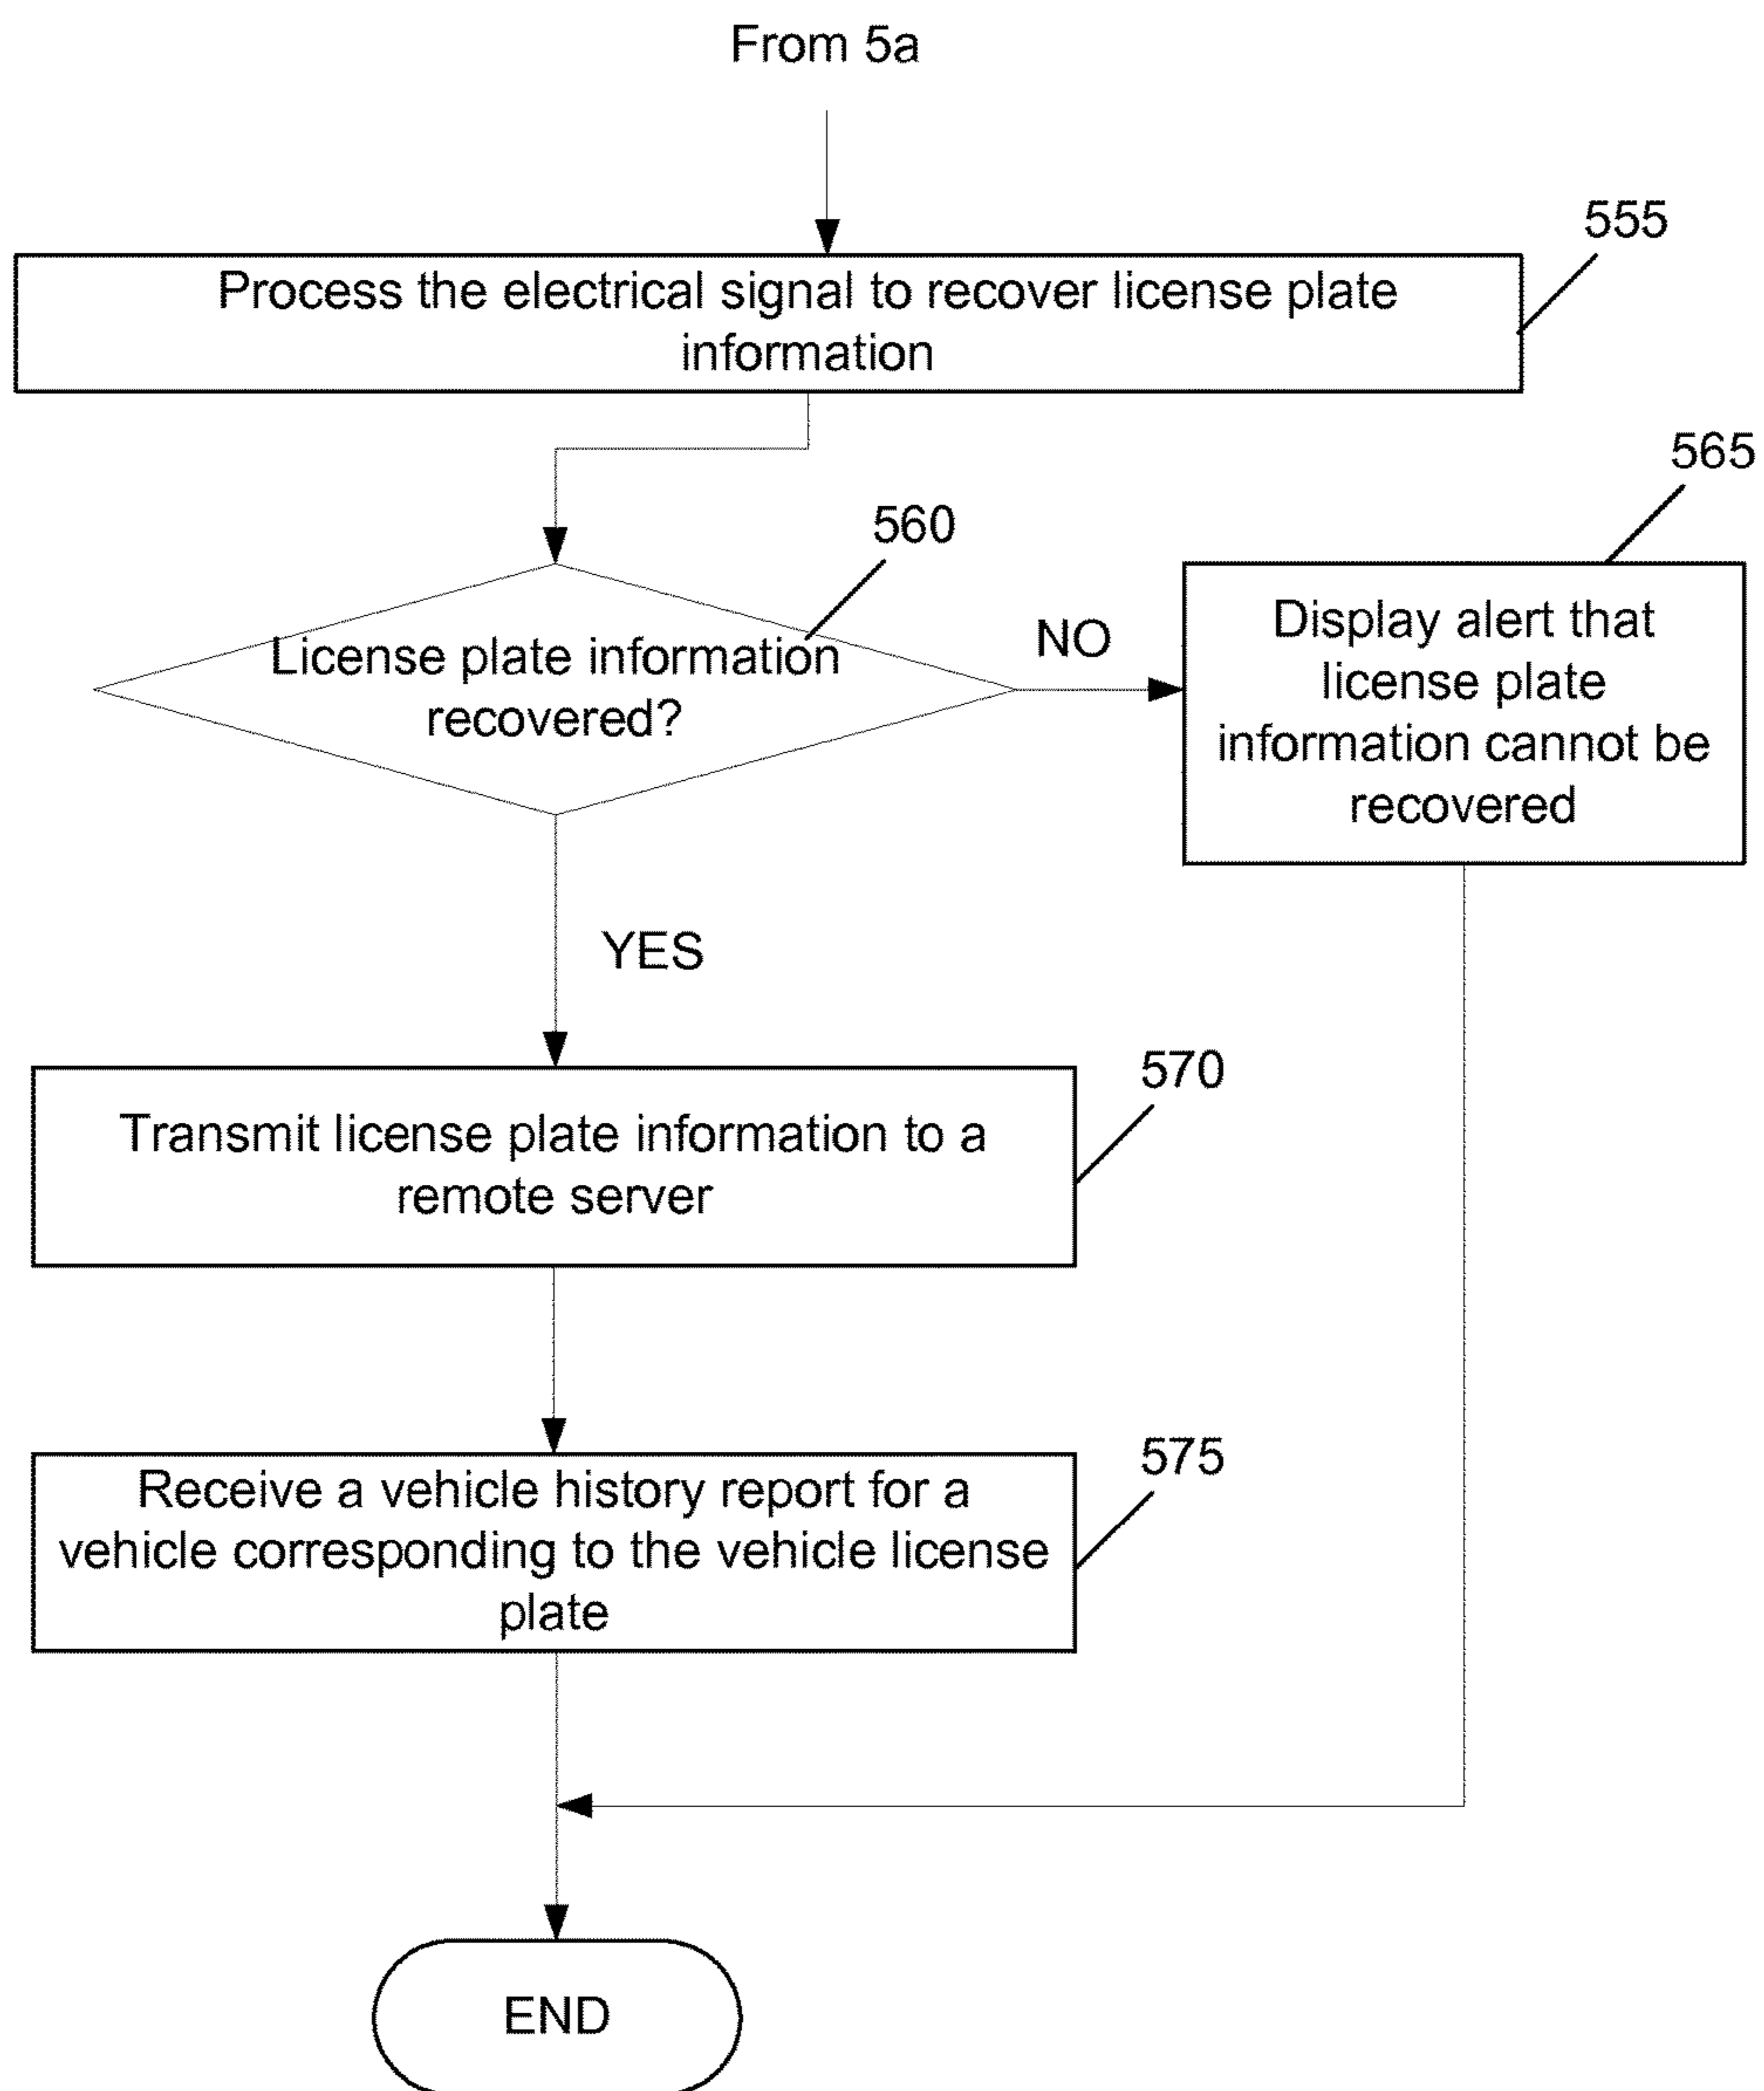 From 5a
555
Process the electrical signal to recover license plate
information
565
560
License plate information
recovered?
NO
Display alert that
license plate
information cannot be
recovered
YES
570
Transmit license plate information to a
remote server
575
Receive a vehicle history report for a
vehicle corresponding to the vehicle license
plate
END